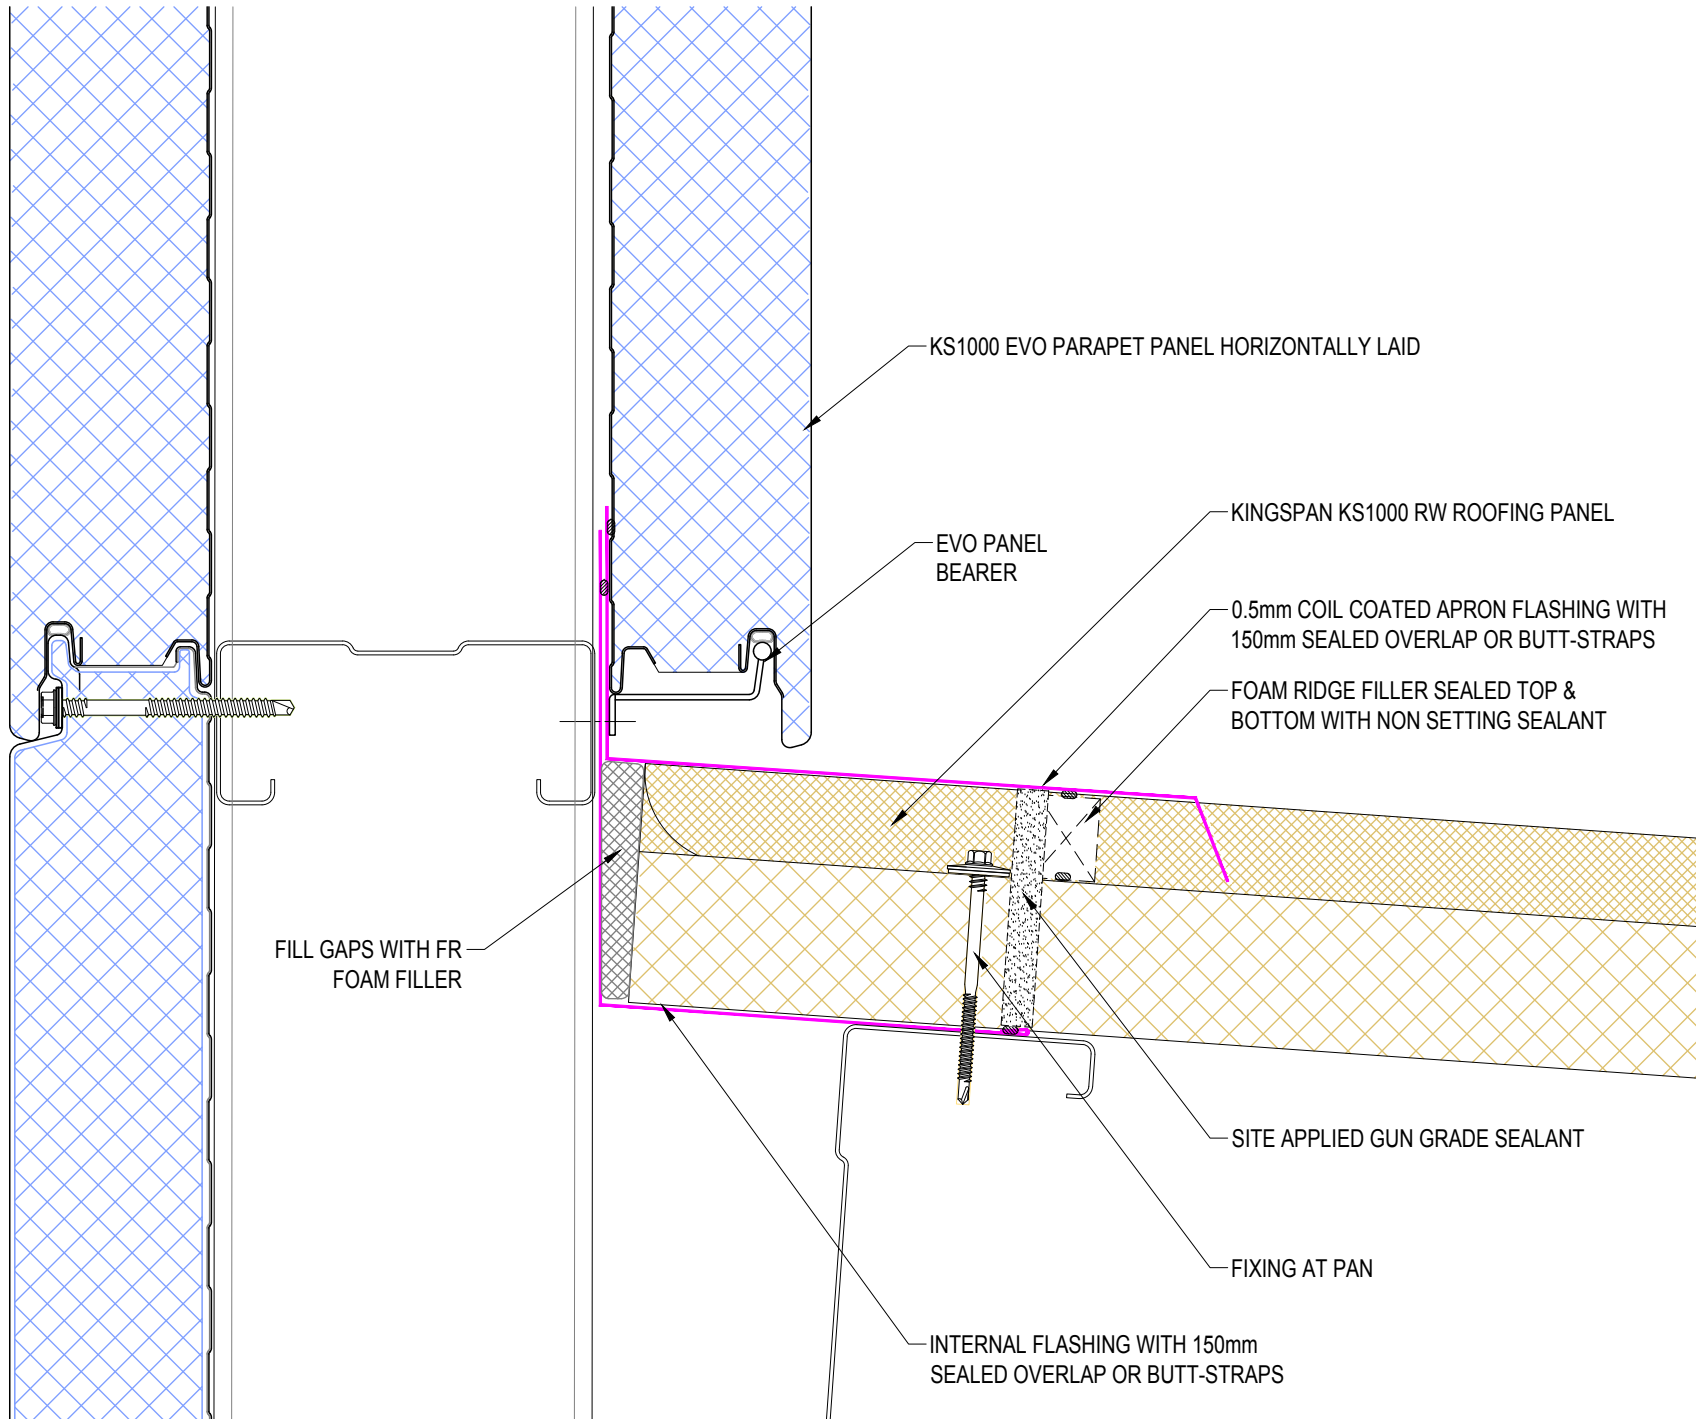 KS1000 EVO PARAPET PANEL HORIZONTALLY LAID
KINGSPAN KS1000 RW ROOFING PANEL
EVO PANEL
BEARER
0.5mm COIL COATED APRON FLASHING WITH
150mm SEALED OVERLAP OR BUTT-STRAPS
FOAM RIDGE FILLER SEALED TOP &
BOTTOM WITH NON SETTING SEALANT
FILL GAPS WITH FR
FOAM FILLER
SITE APPLIED GUN GRADE SEALANT
FIXING AT PAN
INTERNAL FLASHING WITH 150mm
SEALED OVERLAP OR BUTT-STRAPS